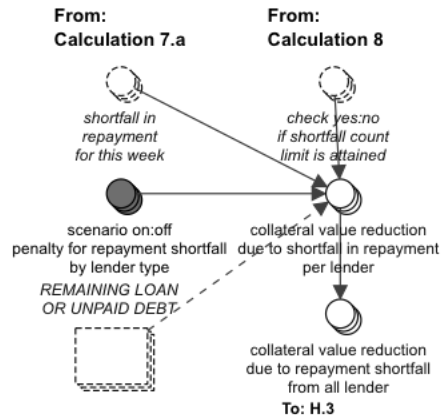 From:
Calculation 7.a
From:
Calculation 8
shortfall in
repayment
for this week
check yes:no
if shortfall count
limit is attained
scenario on:off
penalty for repayment shortfall
by lender type
collateral value reduction
due to shortfall in repayment
per lender
REMAINING LOAN
OR UNPAID DEBT
collateral value reduction
due to repayment shortfall
from all lender
To: H.3